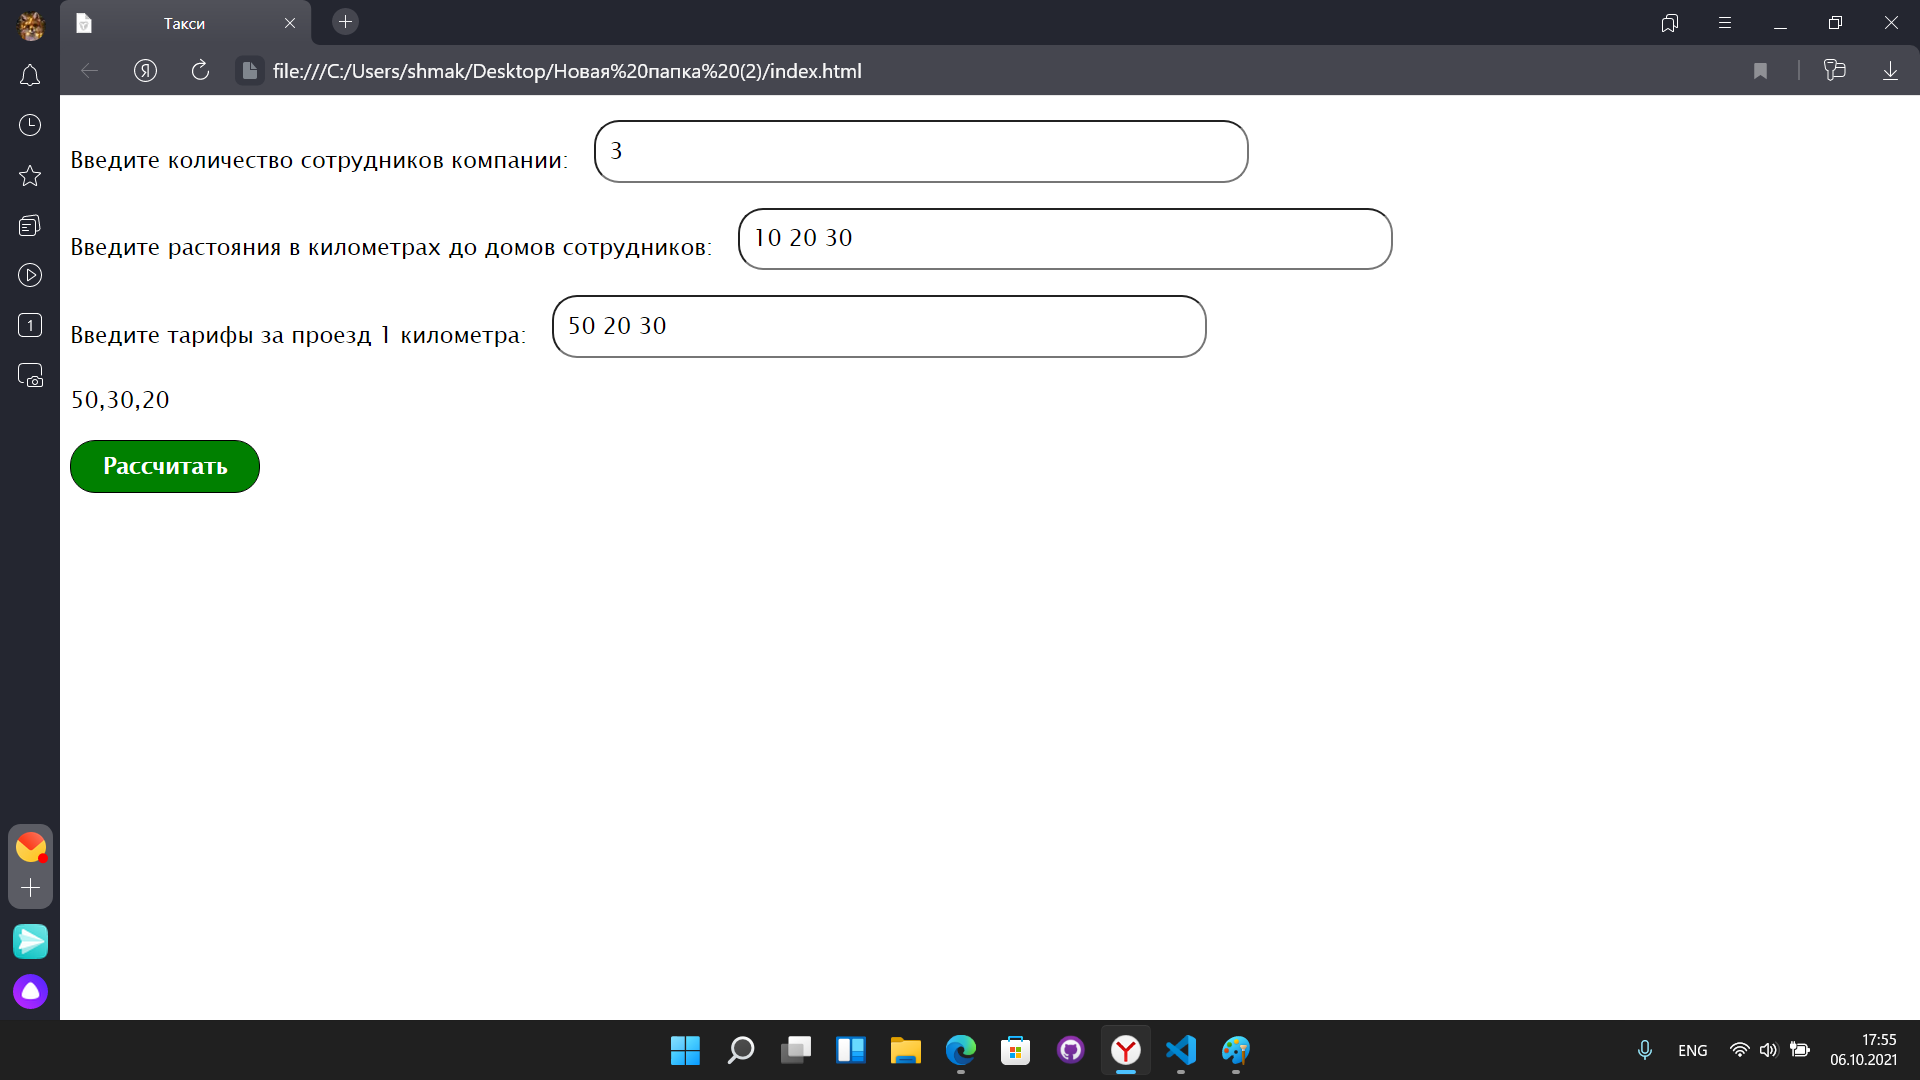 Такси
Я
file:///C:/Users/shmak/Desktop/Новая%20папка%20(2)/index.html
Введите количество сотрудников компании:
3
Введите растояния в километрах до домов сотрудников:
10 20 30
Введите тарифы за проезд 1 километра:
50 20 30
1
50,30,20
Рассчитать
ENG
17:55
06.10.2021